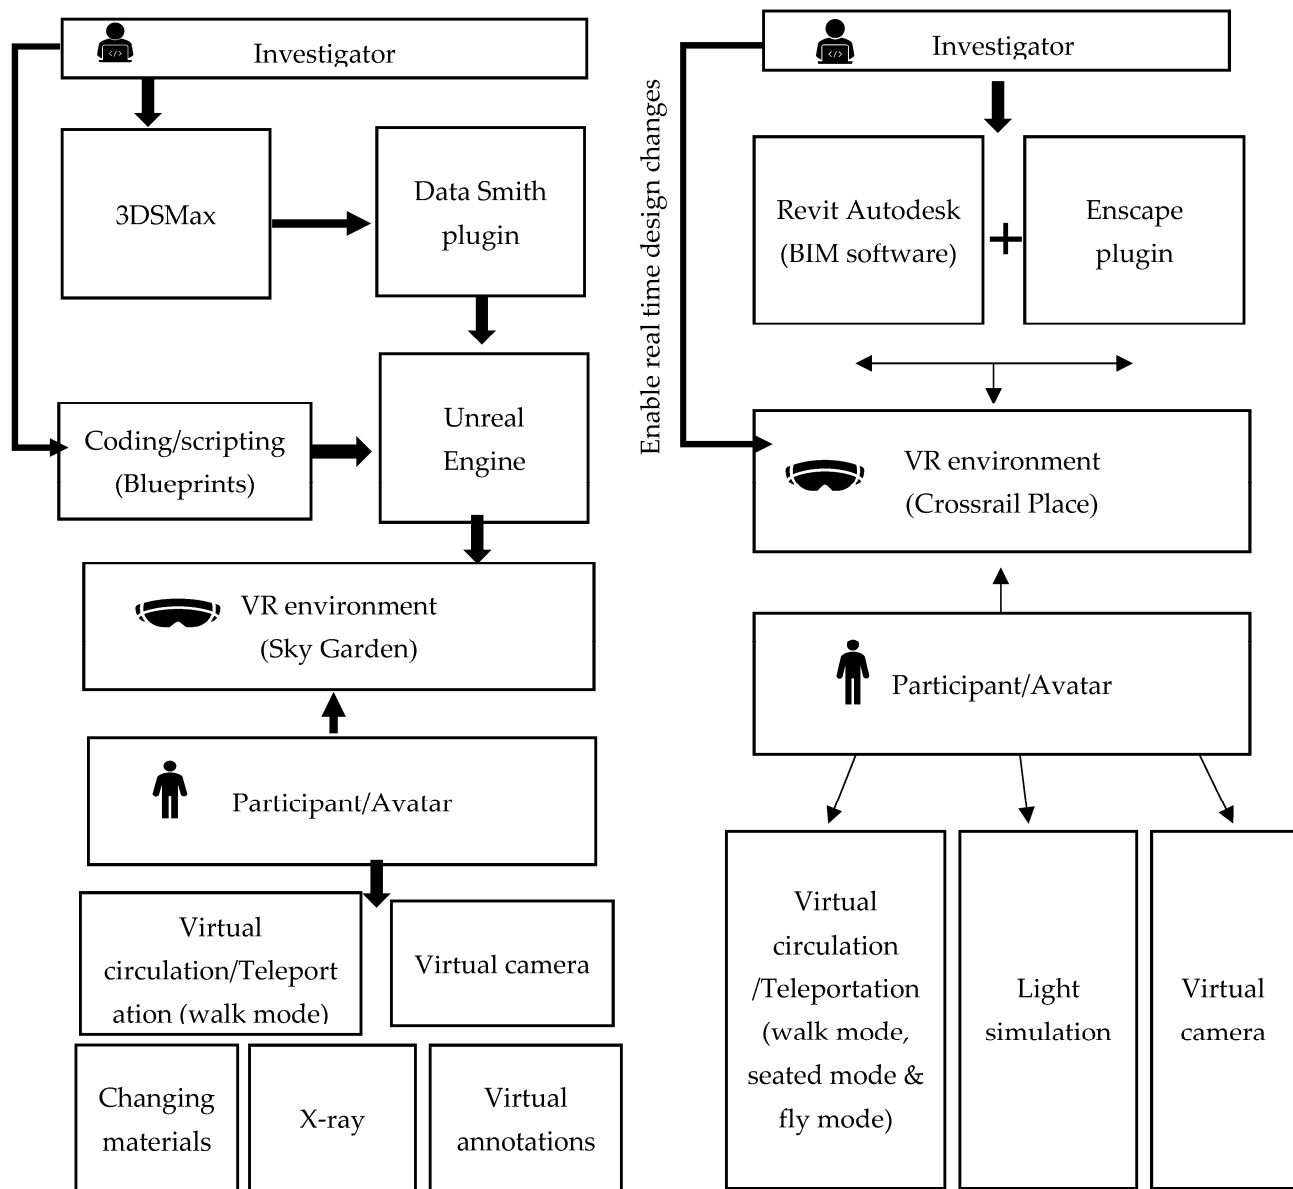 Investigator
3DSMax
Data Smith
plugin
Coding/scripting
(Blueprints)
Unreal
Engine
VR environment
(Sky Garden)
Participant/Avatar
Virtual
circulation/Teleport
ation (walk mode)
Virtual camera
Changing
materials
X-ray
Virtual
annotations
Enable real time design changes
Investigator
Revit Autodesk
(BIM software)
+
Enscape
plugin
VR environment
(Crossrail Place)
Participant/Avatar
Virtual
circulation
/Teleportation
(walk mode,
seated mode &
fly mode)
Light
simulation
Virtual
camera